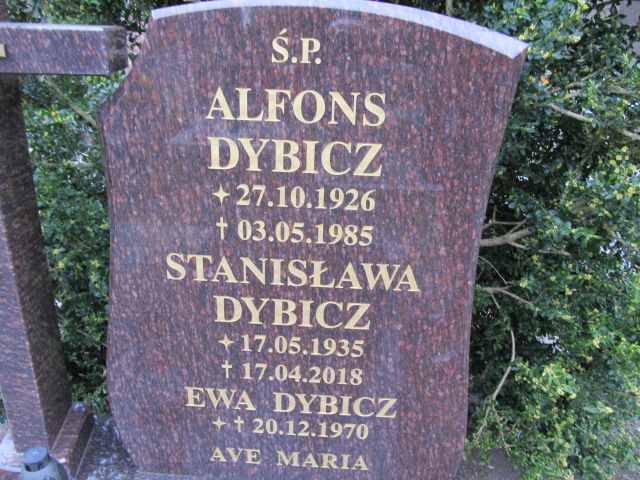 Ś.P.
ALFONS
DYBICZ
✦ 27.10.1926
† 03.05.1985
STANISŁAWA
DYBICZ
✦ 17.05.1935
† 17.04.2018
EWA DYBICZ
✦ † 20.12.1970
AVE MARIA